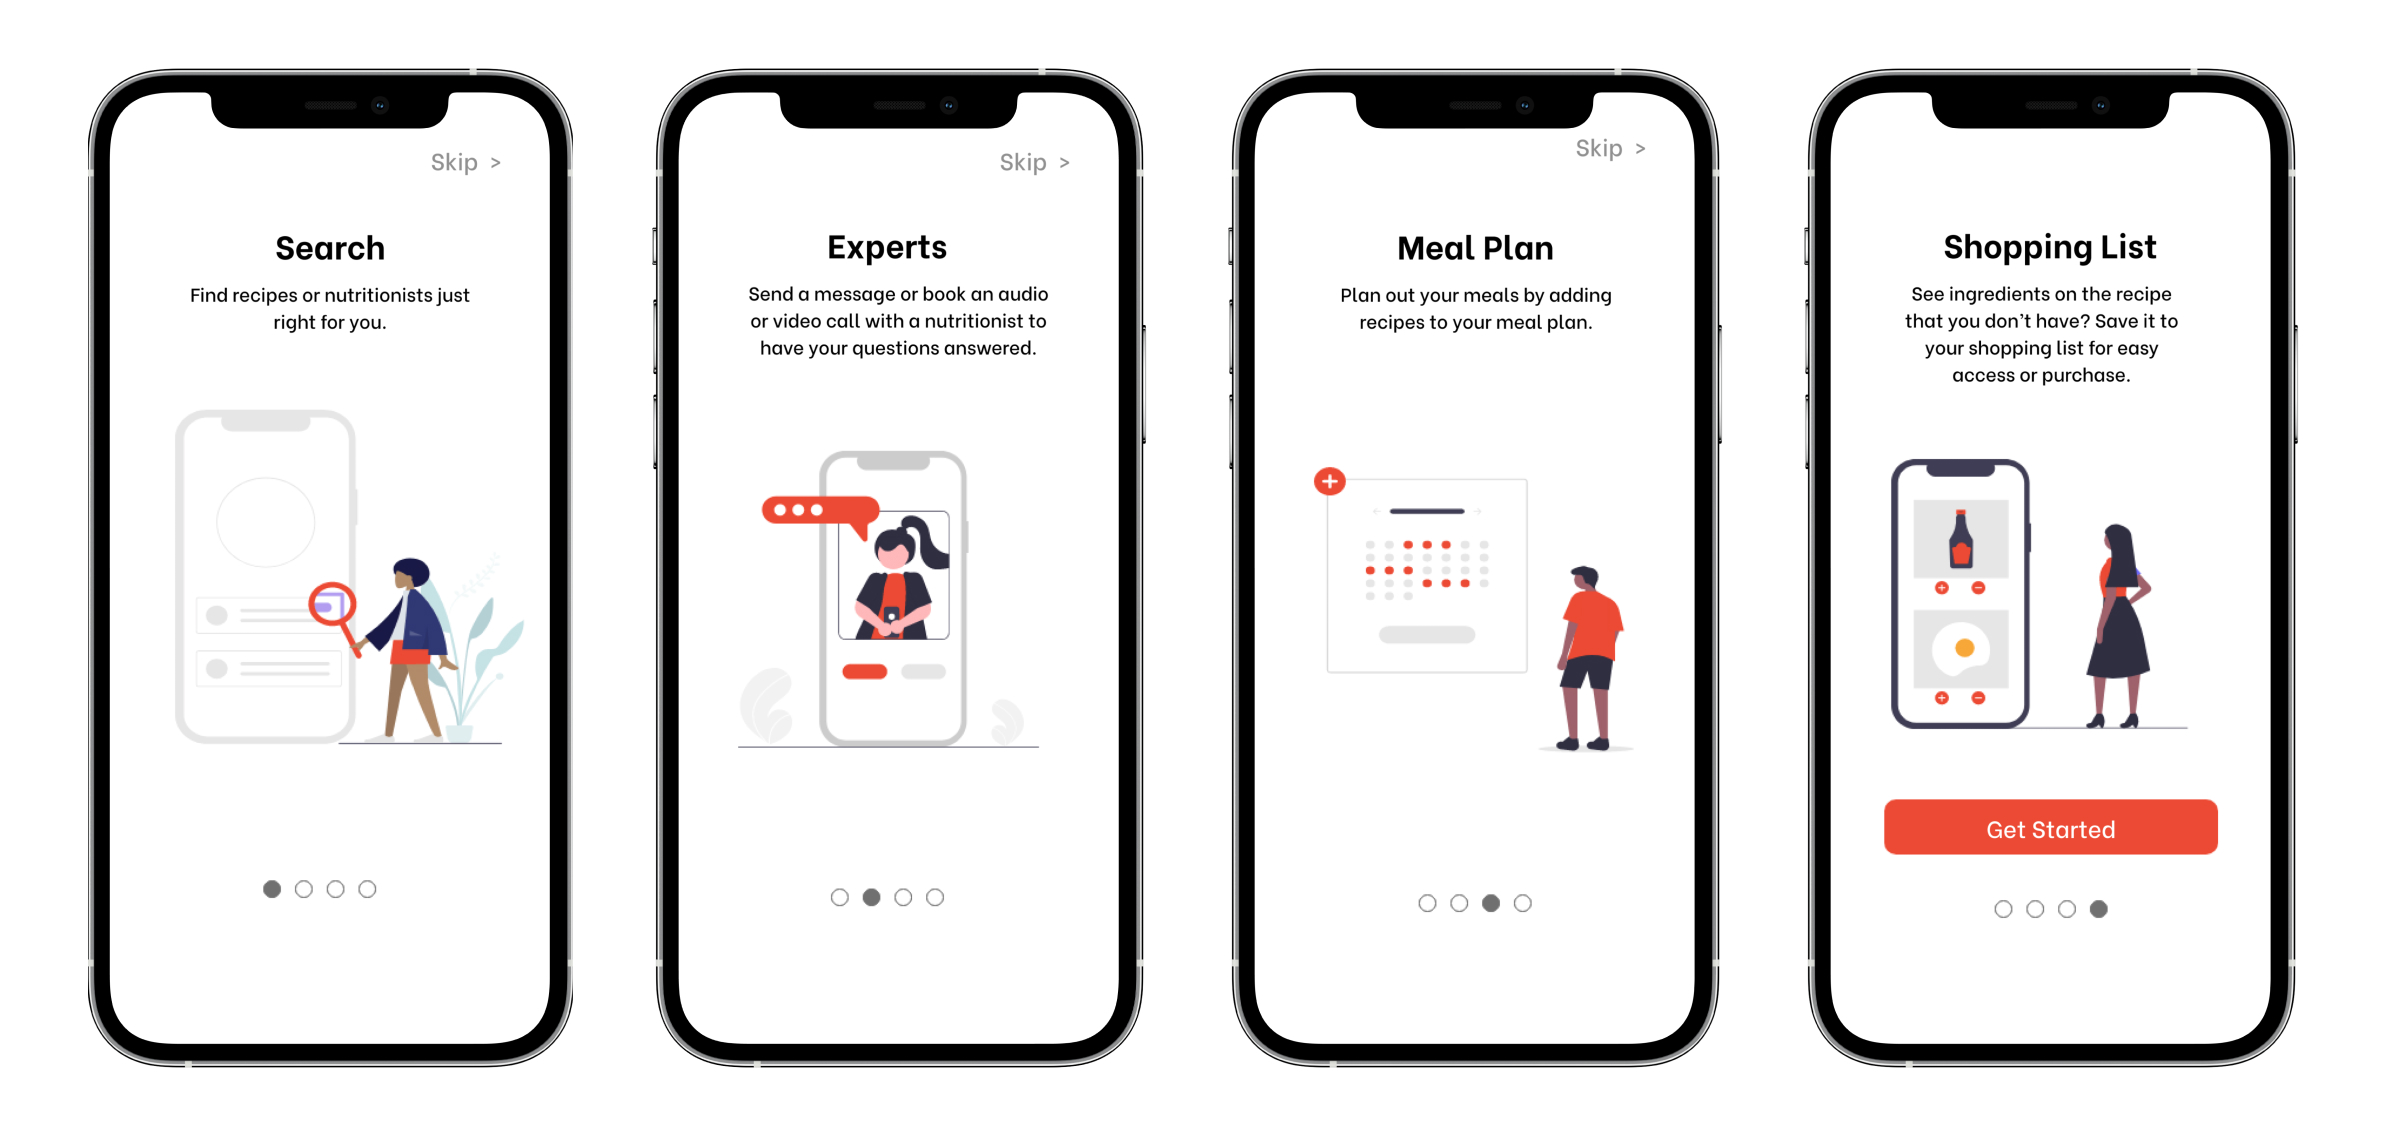 Skip >
Search
Find recipes or nutritionists just
right for you.
Skip >
Experts
Send a message or book an audio
or video call with a nutritionist to
have your questions answered.
Skip >
Meal Plan
Plan out your meals by adding
recipes to your meal plan.
Shopping List
See ingredients on the recipe
that you don't have? Save it to
your shopping list for easy
access or purchase.
Get Started